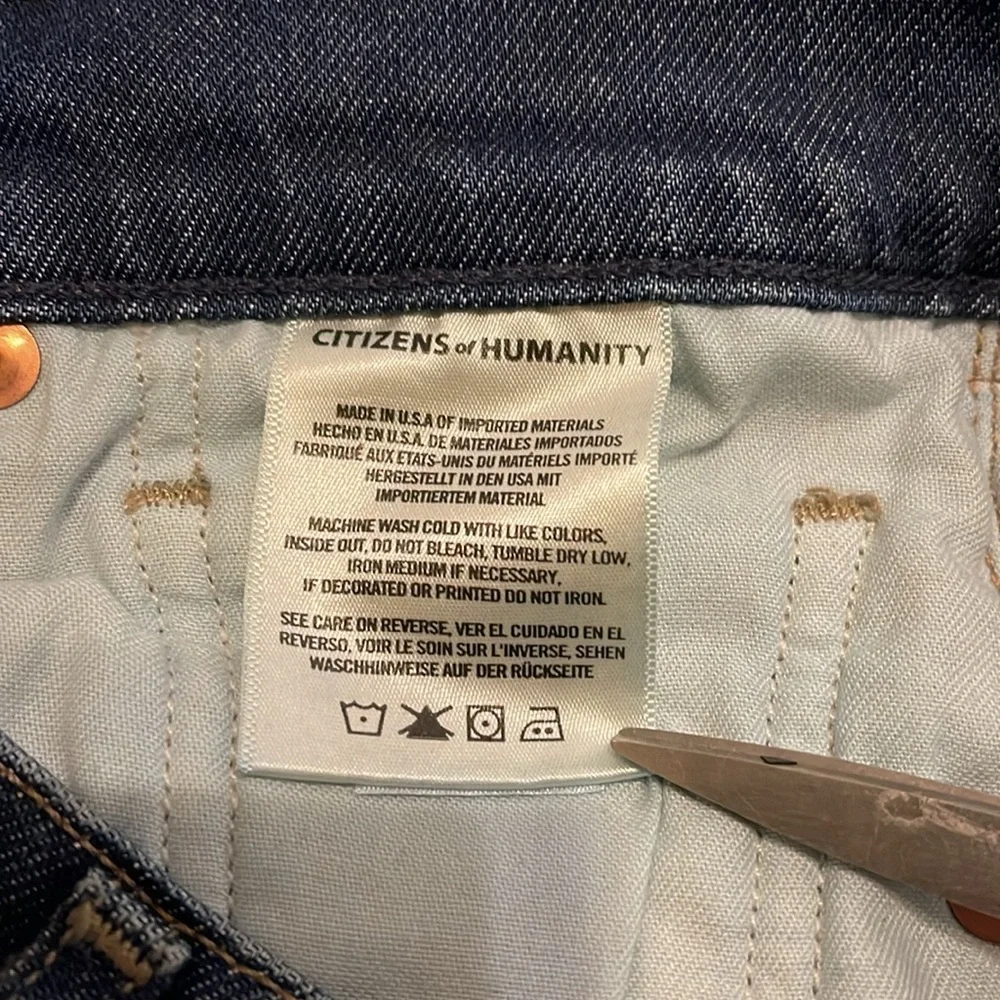 CITIZENS of HUMANITY
MADE IN U.S.A OF IMPORTED MATERIALS
HECHO EN U.S.A. DE MATERIALES IMPORTADOS
FABRIQUÉ AUX ETATS-UNIS DU MATÉRIELS IMPORTÉ
HERGESTELLT IN DEN USA MIT
IMPORTIERTEM MATERIAL
MACHINE WASH COLD WITH LIKE COLORS,
INSIDE OUT, DO NOT BLEACH, TUMBLE DRY LOW,
IRON MEDIUM IF NECESSARY,
IF DECORATED OR PRINTED DO NOT IRON.
SEE CARE ON REVERSE, VER EL CUIDADO EN EL
REVERSO, VOIR LE SOIN SUR L'INVERSE, SEHEN
WASCHHINWEISE AUF DER RÜCKSEITE